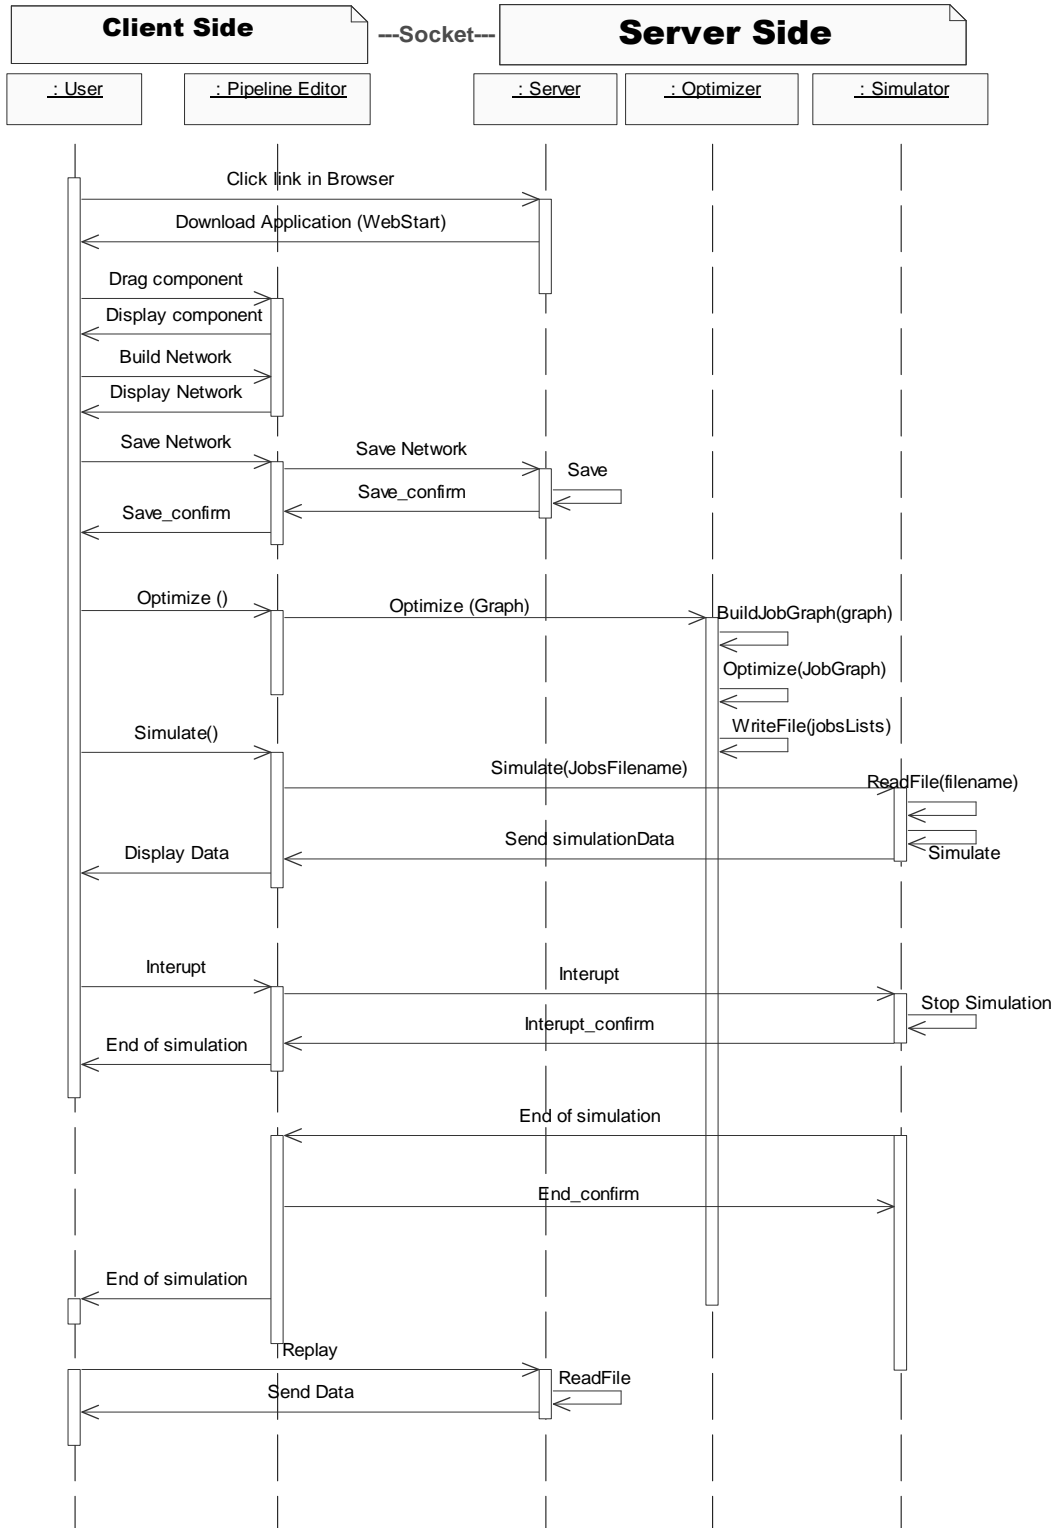 Client Side
---Socket---
Server Side
: User
: Pipeline Editor
: Server
: Optimizer
: Simulator
Click link in Browser
Download Application (WebStart)
Drag component
Display component
Build Network
Display Network
Save Network
Save Network
Save
Save_confirm
Save_confirm
Optimize ()
Optimize (Graph)
BuildJobGraph(graph)
Optimize(JobGraph)
WriteFile(jobsLists)
Simulate()
Simulate(JobsFilename)
ReadFile(filename)
Send simulationData
Simulate
Display Data
Interupt
Interupt
Stop Simulation
Interupt_confirm
End of simulation
End of simulation
End_confirm
End of simulation
Replay
ReadFile
Send Data